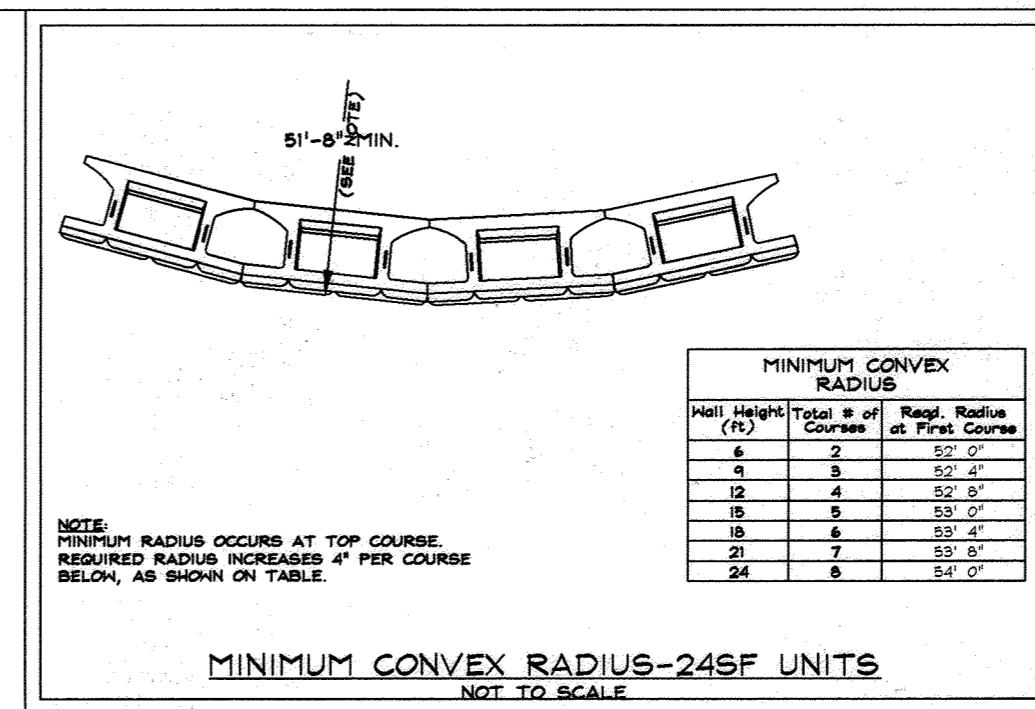 51'-8" MIN.
(SEE NOTE)
MINIMUM CONVEX
RADIUS
Wall Height Total # of Reqd. Radius
(ft) Courses at First Course
6 2 52' 0"
9 3 52' 4"
12 4 52' 8"
15 5 53' 0"
18 6 53' 4"
21 7 53' 8"
24 8 54' 0"
NOTE:
MINIMUM RADIUS OCCURS AT TOP COURSE.
REQUIRED RADIUS INCREASES 4" PER COURSE
BELOW, AS SHOWN ON TABLE.
MINIMUM CONVEX RADIUS-24SF UNITS
NOT TO SCALE